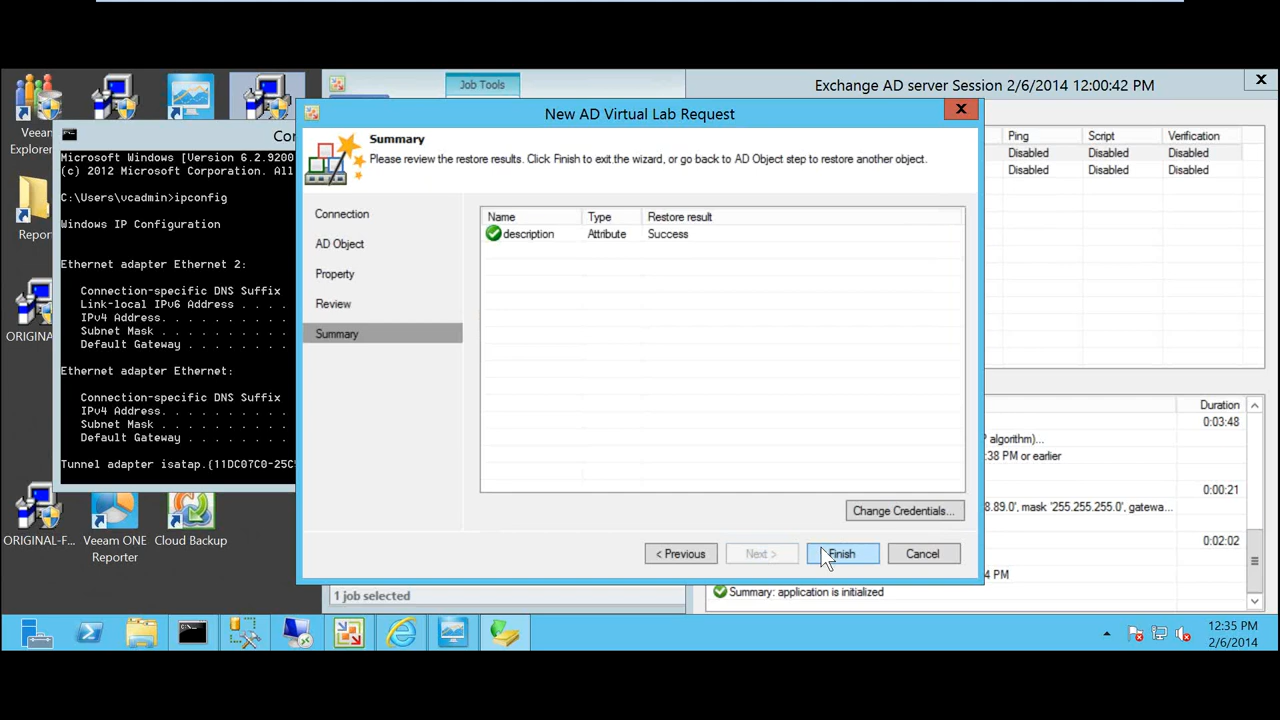 Job Tools
Exchange AD server Session 2/6/2014 12:00:42 PM
Veeam
Explorer
Repor
ORIGINAL
ORIGINAL-F...
Veeam ONE
Reporter
Cloud Backup
Microsoft Windows [Version 6.2.9200
(c) 2012 Microsoft Corporation. All
C:\Users\vcadmin>ipconfig
Windows IP Configuration
Ethernet adapter Ethernet 2:
Connection-specific DNS Suffix
Link-local IPv6 Address . . . .
IPv4 Address. . . . . . . . . .
Subnet Mask . . . . . . . . . .
Default Gateway . . . . . . . .
Ethernet adapter Ethernet:
Connection-specific DNS Suffix
IPv4 Address. . . . . . . . . .
Subnet Mask . . . . . . . . . .
Default Gateway . . . . . . . .
Tunnel adapter isatap.{11DC07C0-25C
New AD Virtual Lab Request
Summary
Please review the restore results. Click Finish to exit the wizard, or go back to AD Object step to restore another object.
Connection
AD Object
Property
Review
Summary
Name Type Restore result
description Attribute Success
Change Credentials...
< Previous Next > Finish Cancel
Ping Script Verification
Disabled Disabled Disabled
Disabled Disabled Disabled
Duration
0:03:48
P algorithm)...
:38 PM or earlier
0:00:21
8.89.0', mask '255.255.255.0', gatewa...
0:02:02
4 PM
Summary: application is initialized
1 job selected
12:35 PM
2/6/2014